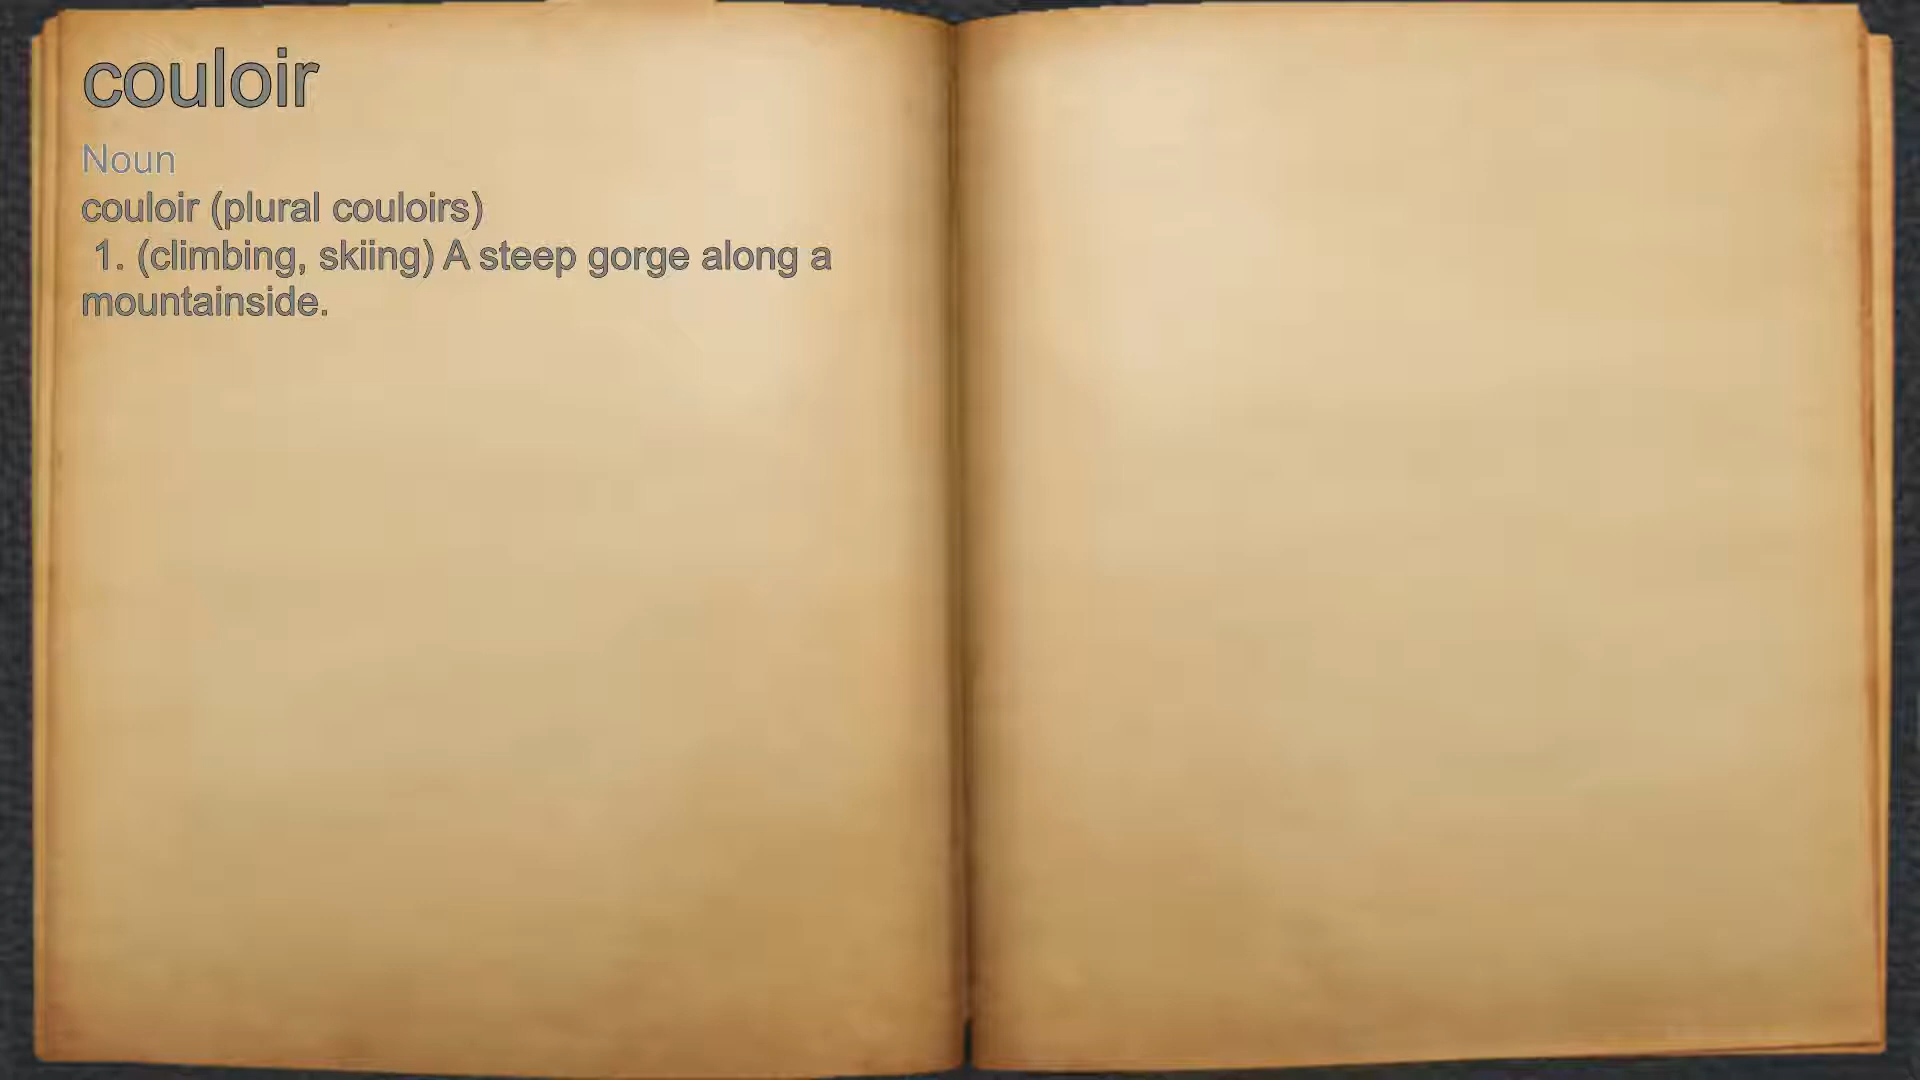 couloir
Noun
couloir (plural couloirs)
1. (climbing, skiing) A steep gorge along a
mountainside.